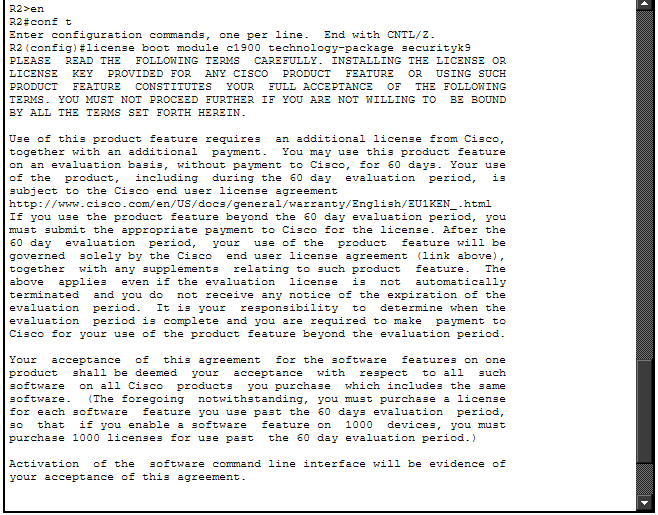 R2>en
R2#conf t
Enter configuration commands, one per line.  End with CNTL/Z.
R2(config)#license boot module c1900 technology-package securityk9
PLEASE  READ THE  FOLLOWING TERMS  CAREFULLY. INSTALLING THE LICENSE OR
LICENSE  KEY  PROVIDED FOR  ANY CISCO  PRODUCT  FEATURE  OR  USING SUCH
PRODUCT  FEATURE  CONSTITUTES  YOUR  FULL ACCEPTANCE  OF  THE FOLLOWING
TERMS. YOU MUST NOT PROCEED FURTHER IF YOU ARE NOT WILLING TO  BE BOUND
BY ALL THE TERMS SET FORTH HEREIN.

Use of this product feature requires  an additional license from Cisco,
together with an additional  payment.  You may use this product feature
on an evaluation basis, without payment to Cisco, for 60 days. Your use
of the  product,  including  during the 60 day  evaluation  period,  is
subject to the Cisco end user license agreement
http://www.cisco.com/en/US/docs/general/warranty/English/EU1KEN_.html
If you use the product feature beyond the 60 day evaluation period, you
must submit the appropriate payment to Cisco for the license. After the
60 day  evaluation  period,  your  use of the  product  feature will be
governed  solely by the Cisco  end user license agreement (link above),
together  with any supplements  relating to such product  feature.  The
above  applies  even if the evaluation  license  is  not  automatically
terminated  and you do  not receive any notice of the expiration of the
evaluation  period.  It is your  responsibility  to  determine when the
evaluation  period is complete and you are required to make  payment to
Cisco for your use of the product feature beyond the evaluation period.

Your  acceptance  of  this agreement  for the software  features on one
product  shall be deemed  your  acceptance  with  respect  to all  such
software  on all Cisco  products  you purchase  which includes the same
software.  (The foregoing  notwithstanding, you must purchase a license
for each software  feature you use past the 60 days evaluation  period,
so  that  if you enable a software  feature on  1000  devices, you must
purchase 1000 licenses for use past  the 60 day evaluation period.)

Activation  of the  software command line interface will be evidence of
your acceptance of this agreement.